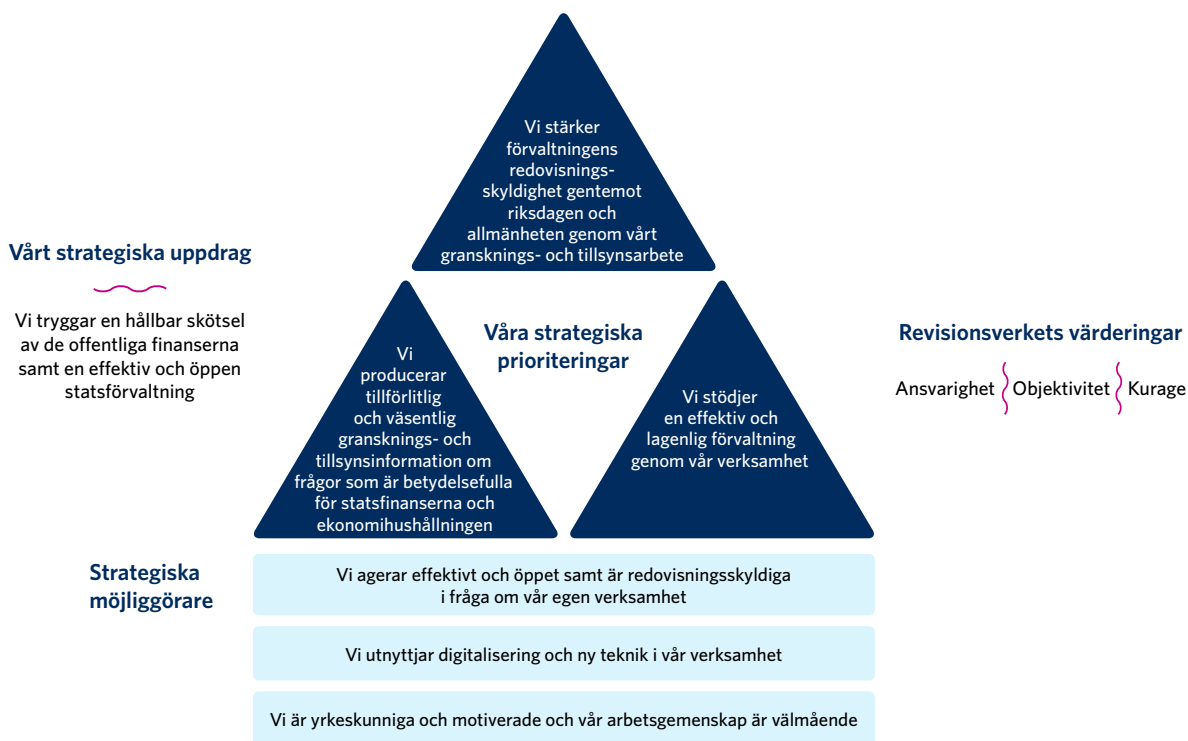 Vi stärker
förvaltningens
redovisnings-
skyldighet gentemot
riksdagen och
allmänheten genom vårt
gransknings- och tillsynsarbete
Vårt strategiska uppdrag
Vi tryggar en hållbar skötsel
av de offentliga finanserna
samt en effektiv och öppen
statsförvaltning
Våra strategiska
prioriteringar
Vi
producerar
tillförlitlig
och väsentlig
gransknings- och
tillsynsinformation om
frågor som är betydelsefulla
för statsfinanserna och
ekonomihushållningen
Vi stödjer
en effektiv och
lagenlig förvaltning
genom vår verksamhet
Revisionsverkets värderingar
Ansvarighet Objektivitet Kurage
Strategiska
möjliggörare
Vi agerar effektivt och öppet samt är redovisningsskyldiga
i fråga om vår egen verksamhet
Vi utnyttjar digitalisering och ny teknik i vår verksamhet
Vi är yrkeskunniga och motiverade och vår arbetsgemenskap är välmående